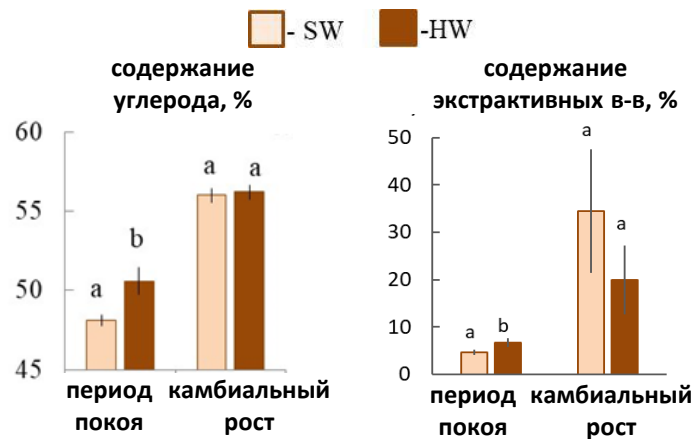 - SW -HW
содержание
углерода, %
60
55
50
45
a
b
a
a
период
покоя
камбиальный
рост
содержание
экстрактивных в-в, %
50
40
30
20
10
0
a
b
a
a
период
покоя
камбиальный
рост